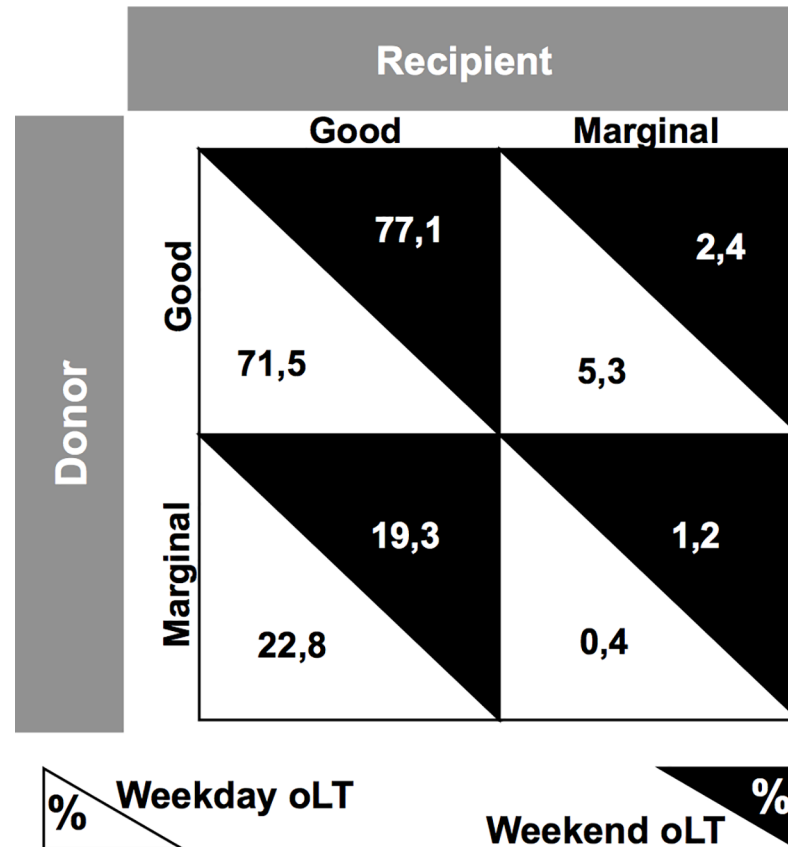 Recipient
Good Marginal
Donor
Good
77,1
2,4
71,5
5,3
Marginal
19,3
1,2
22,8
0,4
% Weekday oLT
% Weekend oLT